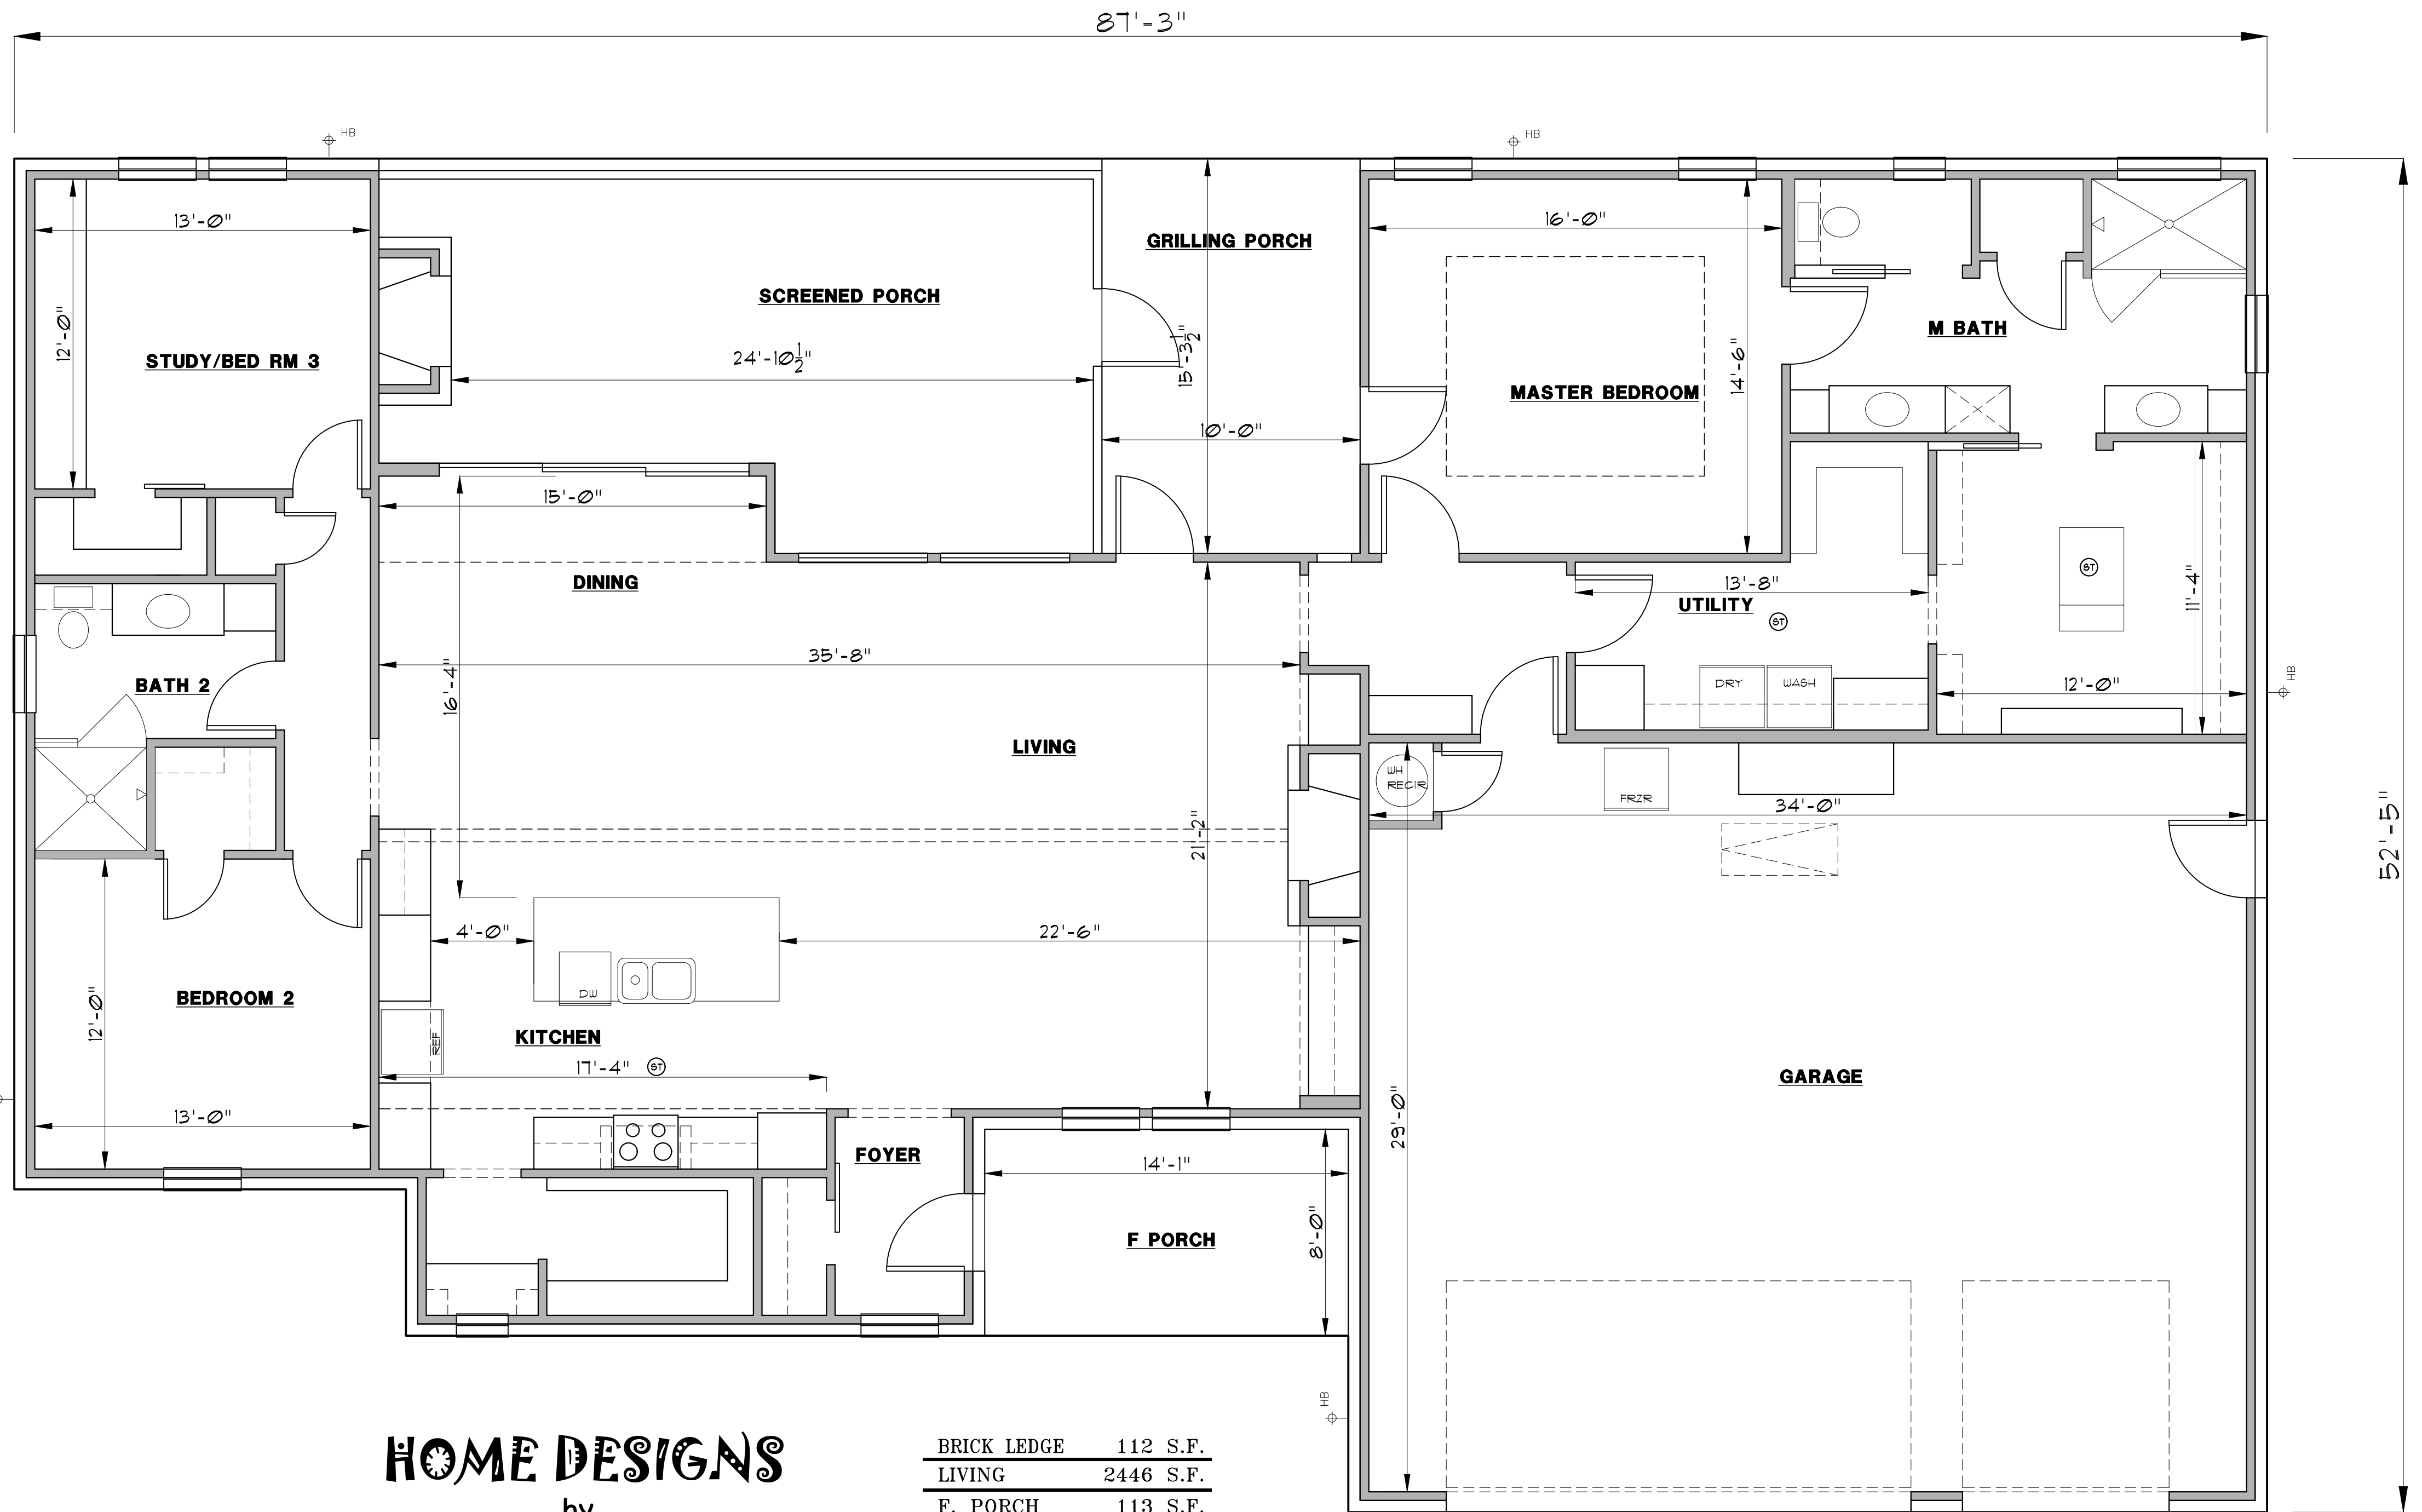 87'-3"
HB
HB
13'-0"
16'-0"
GRILLING PORCH
SCREENED PORCH
12'-0"
M BATH
15'-3 1/2"
24'-10 1/2"
STUDY/BED RM 3
14'-6"
MASTER BEDROOM
10'-0"
15'-0"
DINING
13'-8"
ST
11'-4"
UTILITY
ST
35'-8"
16'-4"
BATH 2
DRY
WASH
12'-0"
HB
LIVING
WH
RECIR
FRZR
34'-0"
21'-2"
52'-5"
4'-0"
22'-6"
DW
BEDROOM 2
12'-0"
KITCHEN
REF
17'-4"
ST
GARAGE
13'-0"
29'-0"
FOYER
14'-1"
F PORCH
8'-0"
HB
HOME DESIGNS
by
BRICK LEDGE 112 S.F.
LIVING 2446 S.F.
F. PORCH 113 S.F.